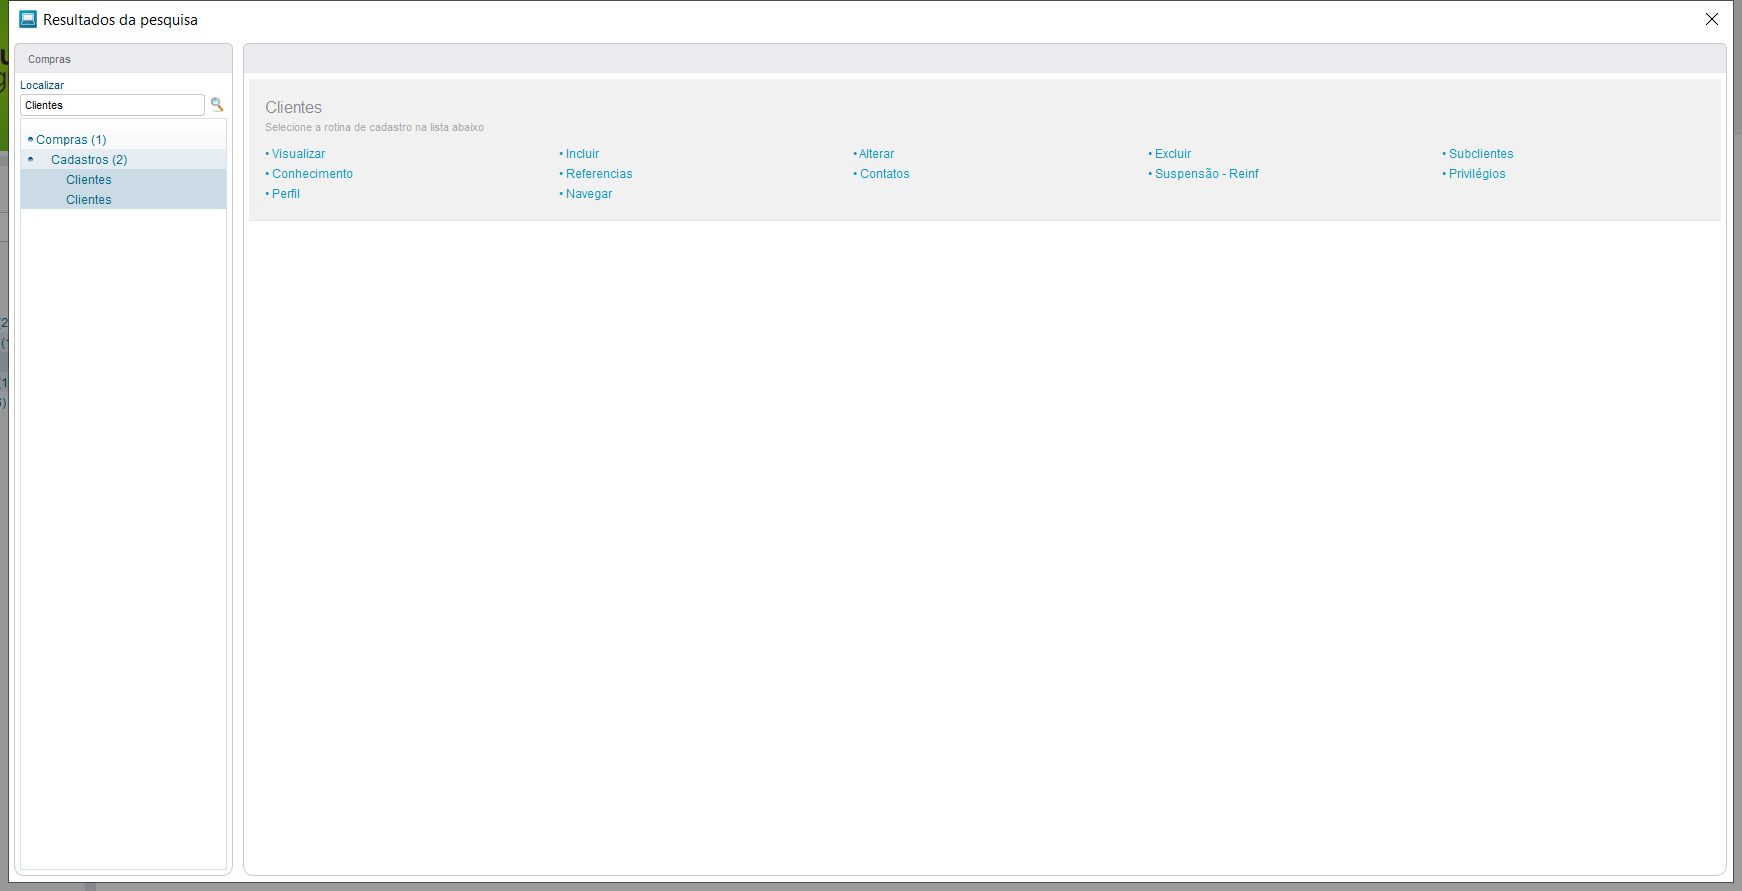 Resultados da pesquisa
Compras
Localizar
Clientes
Compras (1)
Cadastros (2)
Clientes
Clientes
Clientes
Selecione a rotina de cadastro na lista abaixo
• Visualizar • Incluir • Alterar • Excluir • Subclientes
• Conhecimento • Referencias • Contatos • Suspensão - Reinf • Privilégios
• Perfil • Navegar